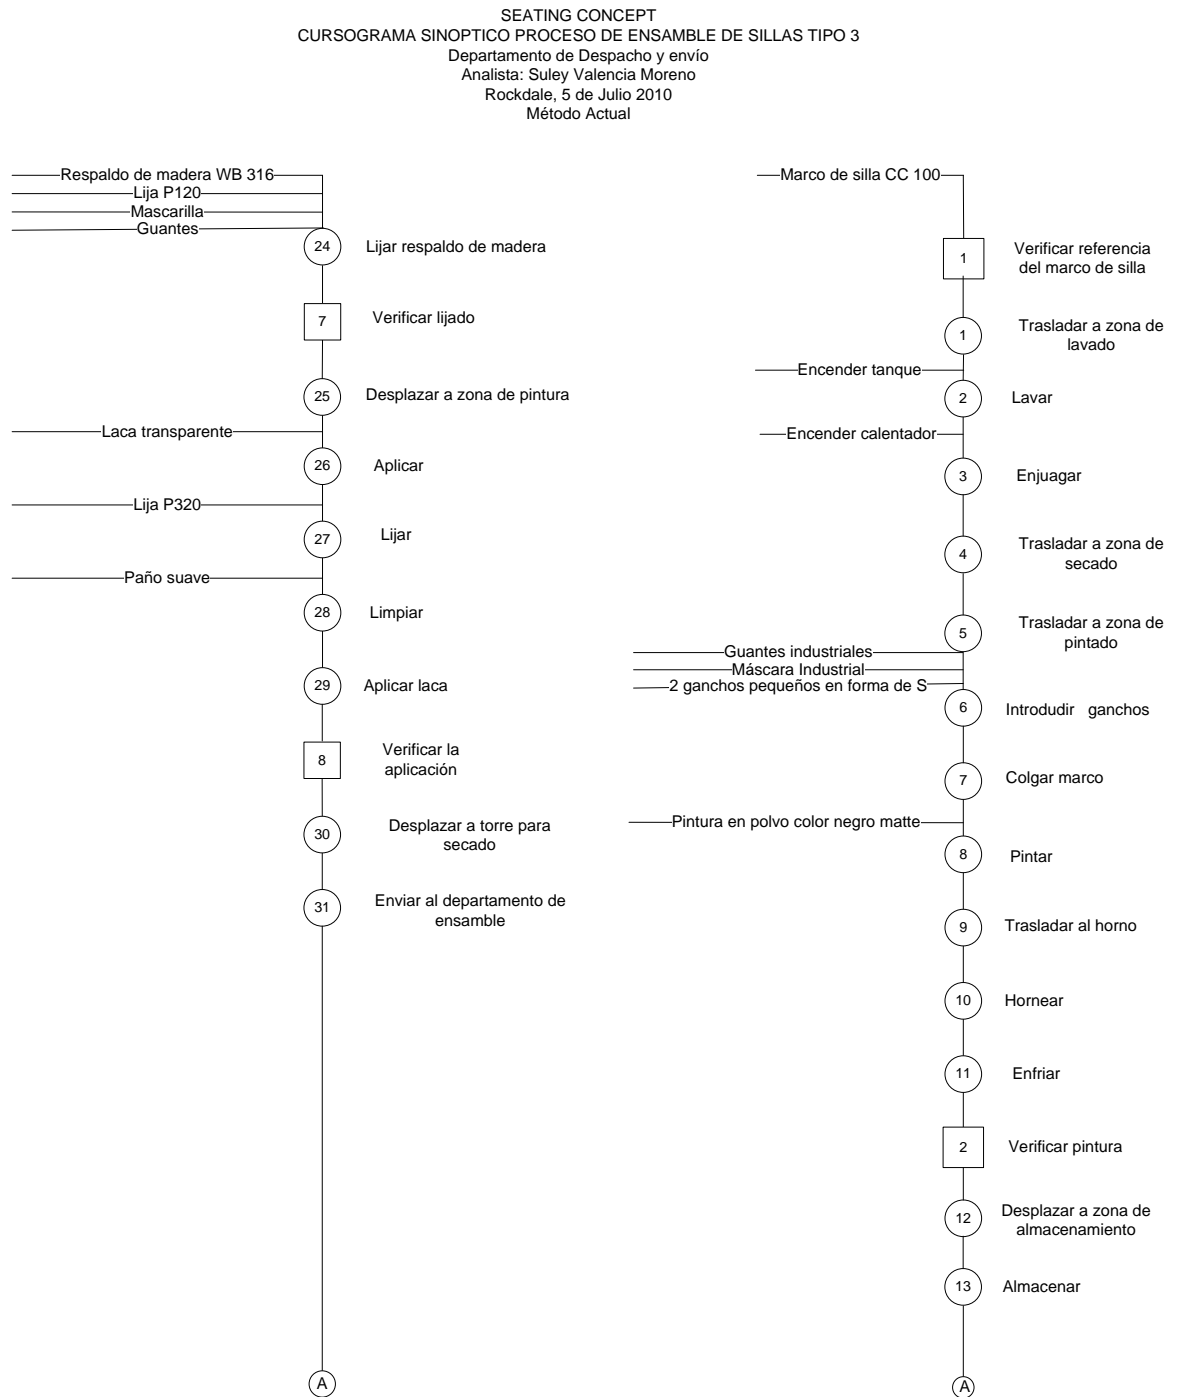 SEATING CONCEPT
CURSOGRAMA SINOPTICO PROCESO DE ENSAMBLE DE SILLAS TIPO 3
Departamento de Despacho y envío
Analista: Suley Valencia Moreno
Rockdale, 5 de Julio 2010
Método Actual
Respaldo de madera WB 316
Lija P120
Mascarilla
Guantes
24
Lijar respaldo de madera
7
Verificar lijado
25
Desplazar a zona de pintura
Laca transparente
26
Aplicar
Lija P320
27
Lijar
Paño suave
28
Limpiar
29
Aplicar laca
8
Verificar la
aplicación
30
Desplazar a torre para
secado
31
Enviar al departamento de
ensamble
A
Marco de silla CC 100
1
Verificar referencia
del marco de silla
1
Trasladar a zona de
lavado
Encender tanque
2
Lavar
Encender calentador
3
Enjuagar
4
Trasladar a zona de
secado
5
Trasladar a zona de
pintado
Guantes industriales
Máscara Industrial
2 ganchos pequeños en forma de S
6
Introdudir ganchos
7
Colgar marco
Pintura en polvo color negro matte
8
Pintar
9
Trasladar al horno
10
Hornear
11
Enfriar
2
Verificar pintura
12
Desplazar a zona de
almacenamiento
13
Almacenar
A